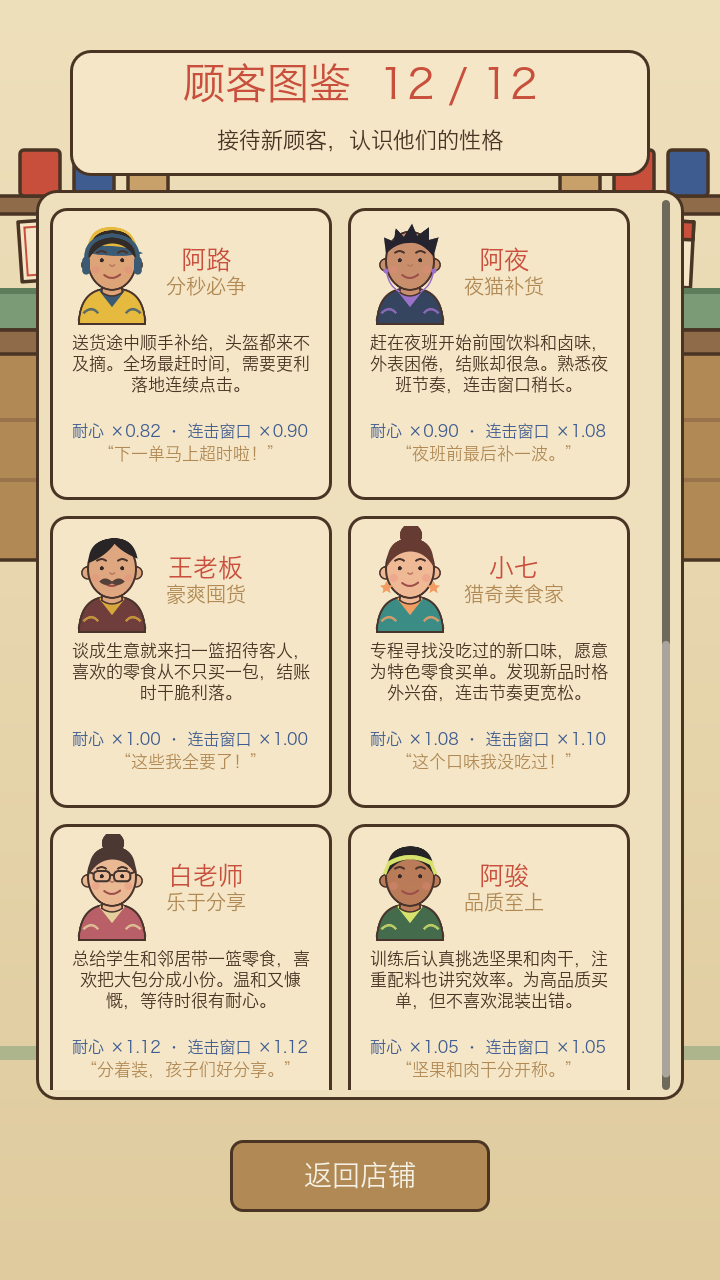 顾客图鉴 12 / 12
接待新顾客，认识他们的性格
阿路
分秒必争
送货途中顺手补给，头盔都来不
及摘。全场最赶时间，需要更利
落地连续点击。
耐心 ×0.82 · 连击窗口 ×0.90
“下一单马上超时啦！”
阿夜
夜猫补货
赶在夜班开始前囤饮料和卤味，
外表困倦，结账却很急。熟悉夜
班节奏，连击窗口稍长。
耐心 ×0.90 · 连击窗口 ×1.08
“夜班前最后补一波。”
王老板
豪爽囤货
谈成生意就来扫一篮招待客人，
喜欢的零食从不只买一包，结账
时干脆利落。
耐心 ×1.00 · 连击窗口 ×1.00
“这些我全要了！”
小七
猎奇美食家
专程寻找没吃过的新口味，愿意
为特色零食买单。发现新品时格
外兴奋，连击节奏更宽松。
耐心 ×1.08 · 连击窗口 ×1.10
“这个口味我没吃过！”
白老师
乐于分享
总给学生和邻居带一篮零食，喜
欢把大包分成小份。温和又慷
慨，等待时很有耐心。
耐心 ×1.12 · 连击窗口 ×1.12
“分着装，孩子们好分享。”
阿骏
品质至上
训练后认真挑选坚果和肉干，注
重配料也讲究效率。为高品质买
单，但不喜欢混装出错。
耐心 ×1.05 · 连击窗口 ×1.05
“坚果和肉干分开称。”
返回店铺